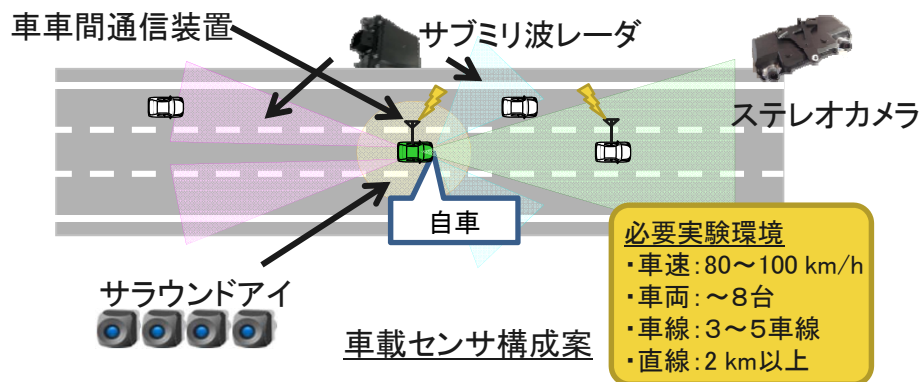 車車間通信装置
サブミリ波レーダ
ステレオカメラ
自車
サラウンドアイ
車載センサ構成案
必要実験環境
・車速:80～100 km/h
・車両:～8台
・車線:3～5車線
・直線:2 km以上